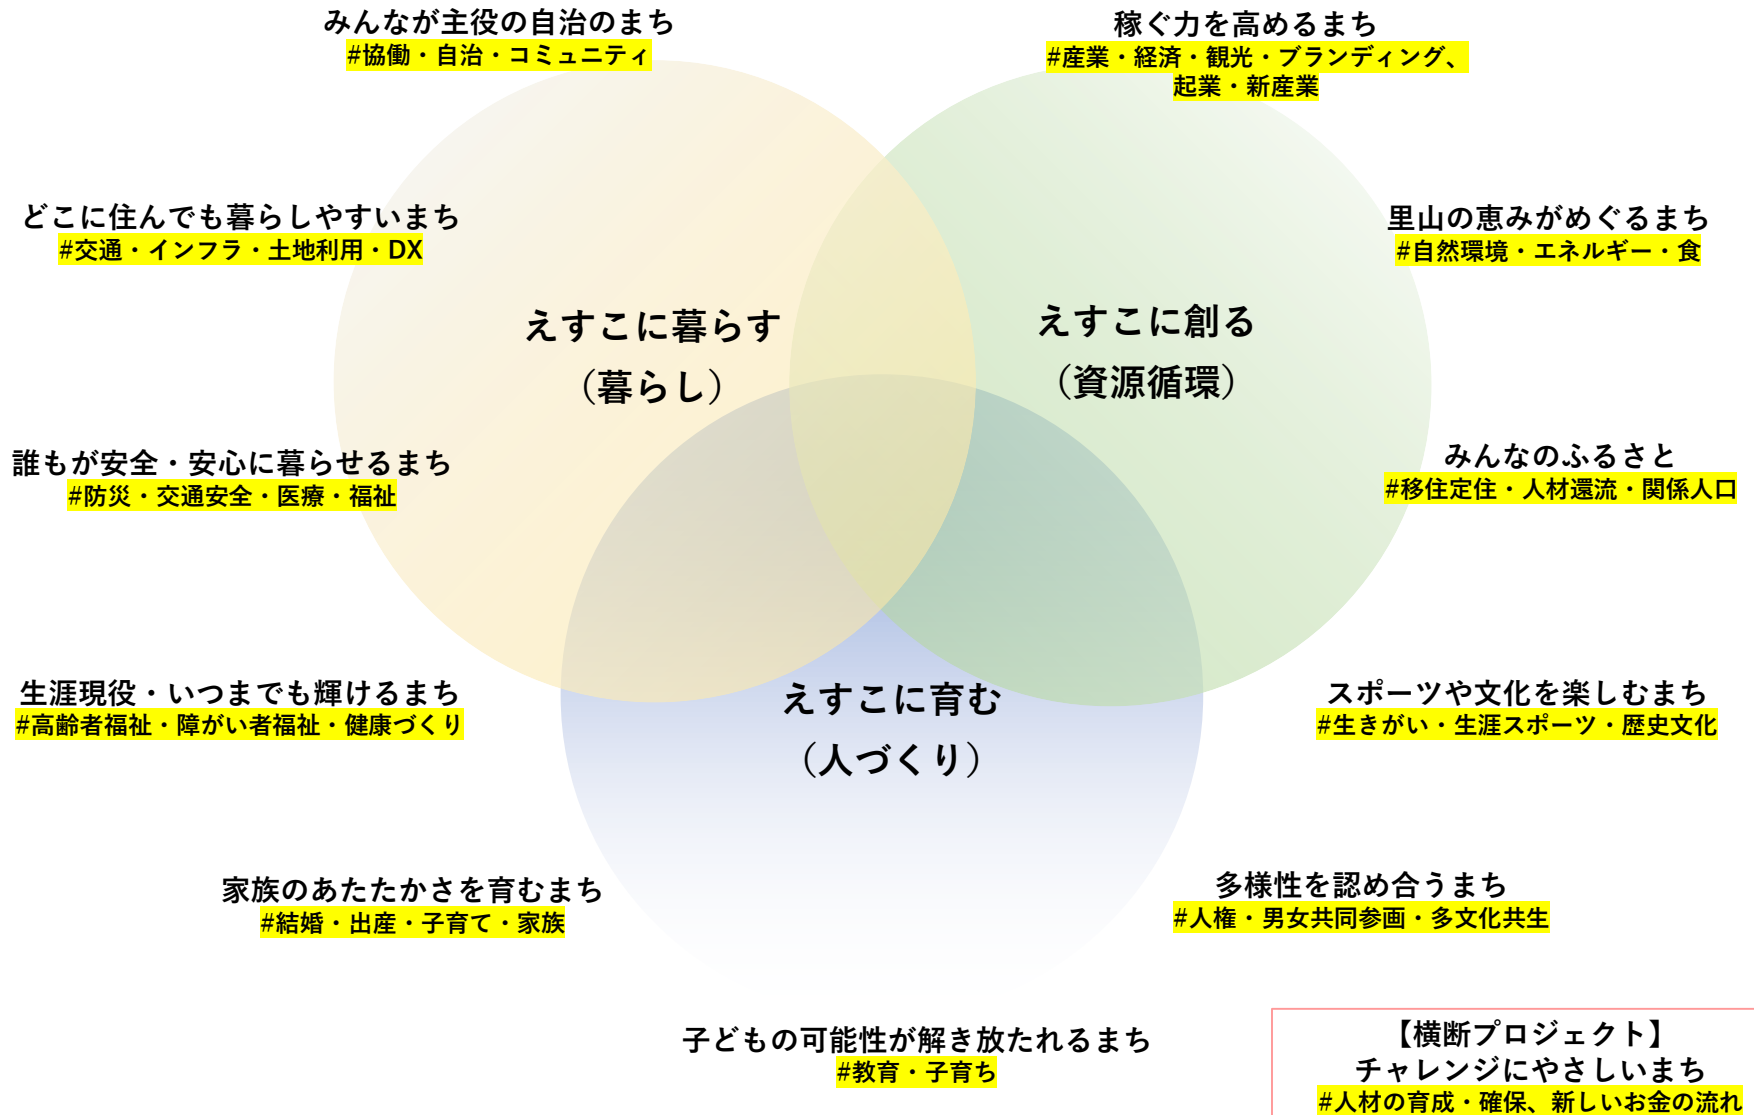 みんなが主役の自治のまち
#協働・自治・コミュニティ
稼ぐ力を高めるまち
#産業・経済・観光・ブランディング、
起業・新産業
どこに住んでも暮らしやすいまち
#交通・インフラ・土地利用・DX
里山の恵みがめぐるまち
#自然環境・エネルギー・食
えすこに暮らす
（暮らし）
えすこに創る
（資源循環）
誰もが安全・安心に暮らせるまち
#防災・交通安全・医療・福祉
みんなのふるさと
#移住定住・人材還流・関係人口
生涯現役・いつまでも輝けるまち
#高齢者福祉・障がい者福祉・健康づくり
えすこに育む
（人づくり）
スポーツや文化を楽しむまち
#生きがい・生涯スポーツ・歴史文化
家族のあたたかさを育むまち
#結婚・出産・子育て・家族
多様性を認め合うまち
#人権・男女共同参画・多文化共生
子どもの可能性が解き放たれるまち
#教育・子育ち
【横断プロジェクト】
チャレンジにやさしいまち
#人材の育成・確保、新しいお金の流れ